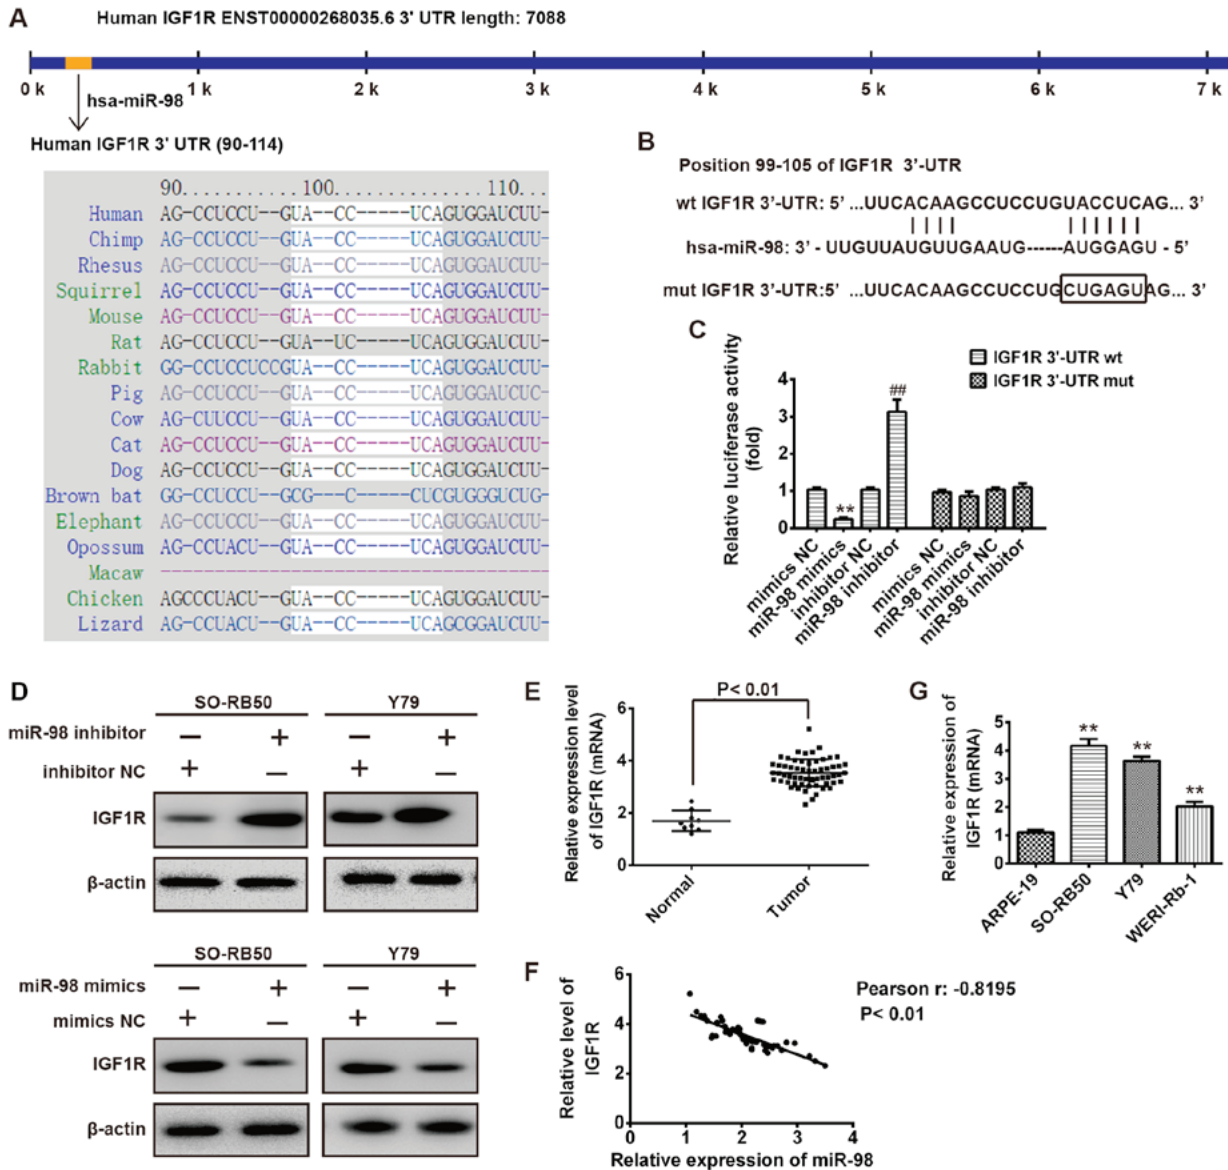 A
Human IGF1R ENST00000268035.6 3' UTR length: 7088
0 k 1 k 2 k 3 k 4 k 5 k 6 k 7 k
hsa-miR-98
Human IGF1R 3' UTR (90-114)
90........100.........110...
Human AG-CCUCCU--GUA--CC-----UCAGUGGAUCUU-
Chimp AG-CCUCCU--GUA--CC-----UCAGUGGAUCUU-
Rhesus AG-CCUCCU--GUA--CC-----UCAGUGGAUCUU-
Squirrel AG-CCUCCU--GUA--CC-----UCAGUGGAUCUU-
Mouse AG-CCUCCU--GUA--CC-----UCAGUGGAUCUU-
Rat AG-CCUCCU--GUA--UC-----UCAGUGGAUCUU-
Rabbit GG-CCUCCUCCGUA--CC-----UCAGUGGAUCUU-
Pig AG-CCUCCU--GUA--CC-----UCAGUGGAUCUC-
Cow AG-CUUCCU--GUA--CC-----UCAGUGGAUCUU-
Cat AG-CCUCCU--GUA--CC-----UCAGUGGAUCUU-
Dog AG-CCUCCU--GUA--CC-----UCAGUGGAUCUU-
Brown bat GG-CCUCCU--GCG---C-----CUCGUGGGUCUG-
Elephant AG-CCUCCU--GUA--CC-----UCAGUGGAUCUU-
Opossum AG-CCUACU--GUA--CC-----UCAGUGGAUCUU-
Macaw -----------------------------------
Chicken AGCCCUACU--GUA--CC-----UCAGUGGAUCUU-
Lizard AG-CCUACU--GUA--CC-----UCAGCGGAUCUU-
B
Position 99-105 of IGF1R 3'-UTR
wt IGF1R 3'-UTR: 5' ...UUCACAAGCCUCCUGUACCUCAG... 3'
hsa-miR-98: 3' - UUGUUAUGUUGAAUG------AUGGAGU - 5'
mut IGF1R 3'-UTR:5' ...UUCACAAGCCUCCUGCUGAGUAG... 3'
C
IGF1R 3'-UTR wt
IGF1R 3'-UTR mut
Relative luciferase activity
(fold)
4
3
2
1
0
**
##
mimics NC
miR-98 mimics
inhibitor NC
miR-98 inhibitor
mimics NC
miR-98 mimics
inhibitor NC
miR-98 inhibitor
D
SO-RB50 Y79
miR-98 inhibitor − + − +
inhibitor NC + − + −
IGF1R
β-actin
SO-RB50 Y79
miR-98 mimics − + − +
mimics NC + − + −
IGF1R
β-actin
E
P< 0.01
Relative expression level
of IGF1R (mRNA)
6
4
2
0
Normal
Tumor
F
Relative level of
IGF1R
6
4
2
0
Pearson r: -0.8195
P< 0.01
0 1 2 3 4
Relative expression of miR-98
G
Relative expression of
IGF1R (mRNA)
5
4
3
2
1
0
**
**
**
ARPE-19
SO-RB50
Y79
WERI-Rb-1